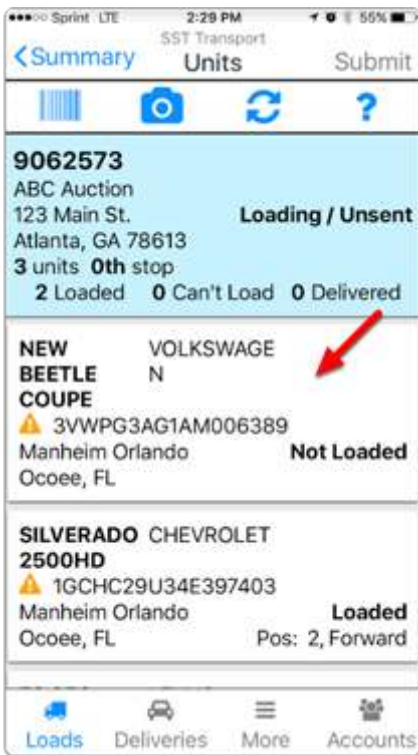 Sprint LTE 2:29 PM 55%
SST Transport
Summary Units Submit
?
9062573
ABC Auction
123 Main St. Loading / Unsent
Atlanta, GA 78613
3 units 0th stop
2 Loaded 0 Can't Load 0 Delivered
NEW VOLKSWAGE
BEETLE N
COUPE
3VWPG3AG1AM006389
Manheim Orlando Not Loaded
Ocoee, FL
SILVERADO CHEVROLET
2500HD
1GCHC29U34E397403
Manheim Orlando Loaded
Ocoee, FL Pos: 2, Forward
Loads Deliveries More Accounts